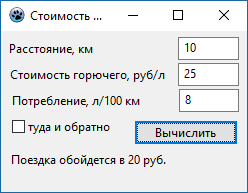 Стоимость ...
Расстояние, км 10
Стоимость горючего, руб/л 25
Потребление, л/100 км 8
туда и обратно Вычислить
Поездка обойдется в 20 руб.